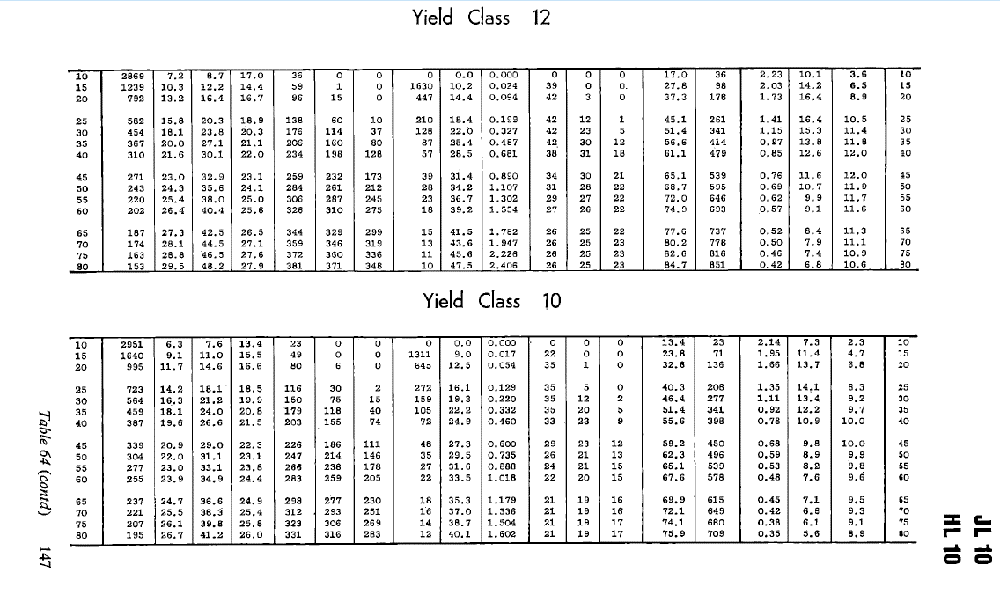 Yield Class 12
10 2869 7.2 8.7 17.0 36 0 0 0 0.0 0.000 0 0 0 17.0 36 2.23 10.1 3.6 10
15 1239 10.3 12.2 14.4 59 1 0 1630 10.2 0.024 39 0 0. 27.8 98 2.03 14.2 6.5 15
20 792 13.2 16.4 16.7 96 15 0 447 14.4 0.094 42 3 0 37.3 178 1.73 16.4 8.9 20
25 582 15.8 20.3 18.9 138 60 10 210 18.4 0.199 42 12 1 45.1 261 1.41 16.4 10.5 25
30 454 18.1 23.8 20.3 176 114 37 128 22.0 0.327 42 23 5 51.4 341 1.15 15.3 11.4 30
35 367 20.0 27.1 21.1 206 160 80 87 25.4 0.487 42 30 12 56.6 414 0.97 13.8 11.8 35
40 310 21.6 30.1 22.0 234 198 128 57 28.5 0.681 38 31 18 61.1 479 0.85 12.6 12.0 40
45 271 23.0 32.9 23.1 259 232 173 39 31.4 0.890 34 30 21 65.1 539 0.76 11.6 12.0 45
50 243 24.3 35.6 24.1 284 261 212 28 34.2 1.107 31 28 22 68.7 595 0.69 10.7 11.9 50
55 220 25.4 38.0 25.0 306 287 245 23 36.7 1.302 29 27 22 72.0 646 0.62 9.9 11.7 55
60 202 26.4 40.4 25.8 326 310 275 18 39.2 1.554 27 26 22 74.9 693 0.57 9.1 11.6 60
65 187 27.3 42.5 26.5 344 329 299 15 41.5 1.782 26 25 22 77.6 737 0.52 8.4 11.3 65
70 174 28.1 44.5 27.1 359 346 319 13 43.6 1.947 26 25 23 80.2 778 0.50 7.9 11.1 70
75 163 28.8 46.5 27.6 372 360 336 11 45.6 2.226 26 25 23 82.6 816 0.46 7.4 10.9 75
80 153 29.5 48.2 27.9 381 371 348 10 47.5 2.406 26 25 23 84.7 851 0.42 6.8 10.6 80
Yield Class 10
10 2951 6.3 7.6 13.4 23 0 0 0 0.0 0.000 0 0 0 13.4 23 2.14 7.3 2.3 10
15 1640 9.1 11.0 15.5 49 0 0 1311 9.0 0.017 22 0 0 23.8 71 1.95 11.4 4.7 15
20 995 11.7 14.6 16.6 80 6 0 645 12.5 0.054 35 1 0 32.8 136 1.66 13.7 6.8 20
25 723 14.2 18.1 18.5 116 30 2 272 16.1 0.129 35 5 0 40.3 208 1.35 14.1 8.3 25
30 564 16.3 21.2 19.9 150 75 15 159 19.3 0.220 35 12 2 46.4 277 1.11 13.4 9.2 30
35 459 18.1 24.0 20.8 179 118 40 105 22.2 0.332 35 20 5 51.4 341 0.92 12.2 9.7 35
40 387 19.6 26.6 21.5 203 155 74 72 24.9 0.460 33 23 9 55.6 398 0.78 10.9 10.0 40
45 339 20.9 29.0 22.3 226 186 111 48 27.3 0.600 29 23 12 59.2 450 0.68 9.8 10.0 45
50 304 22.0 31.1 23.1 247 214 146 35 29.5 0.735 26 21 13 62.3 496 0.59 8.9 9.9 50
55 277 23.0 33.1 23.8 266 238 178 27 31.6 0.888 24 21 15 65.1 539 0.53 8.2 9.8 55
60 255 23.9 34.9 24.4 283 259 205 22 33.5 1.018 22 20 15 67.6 578 0.48 7.6 9.6 60
65 237 24.7 36.6 24.9 298 277 230 18 35.3 1.179 21 19 16 69.9 615 0.45 7.1 9.5 65
70 221 25.5 38.3 25.4 312 293 251 16 37.0 1.336 21 19 16 72.1 649 0.42 6.6 9.3 70
75 207 26.1 39.8 25.8 323 306 269 14 38.7 1.504 21 19 17 74.1 680 0.38 6.1 9.1 75
80 195 26.7 41.2 26.0 331 316 283 12 40.1 1.602 21 19 17 75.9 709 0.35 5.6 8.9 80
Table 64 (contd) 147
JL 10
HL 10